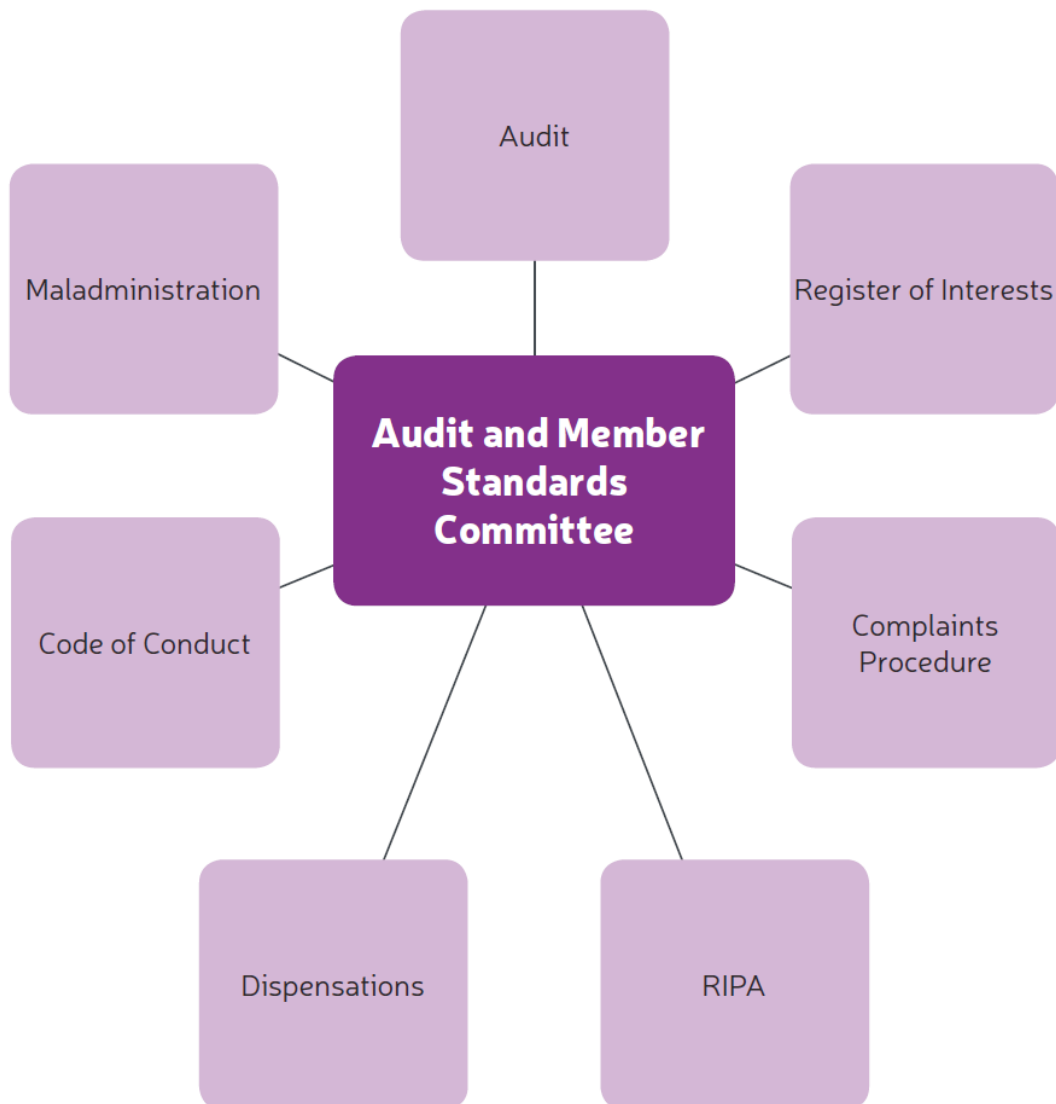 Audit
Maladministration
Register of Interests
Audit and Member
Standards
Committee
Code of Conduct
Complaints
Procedure
Dispensations
RIPA